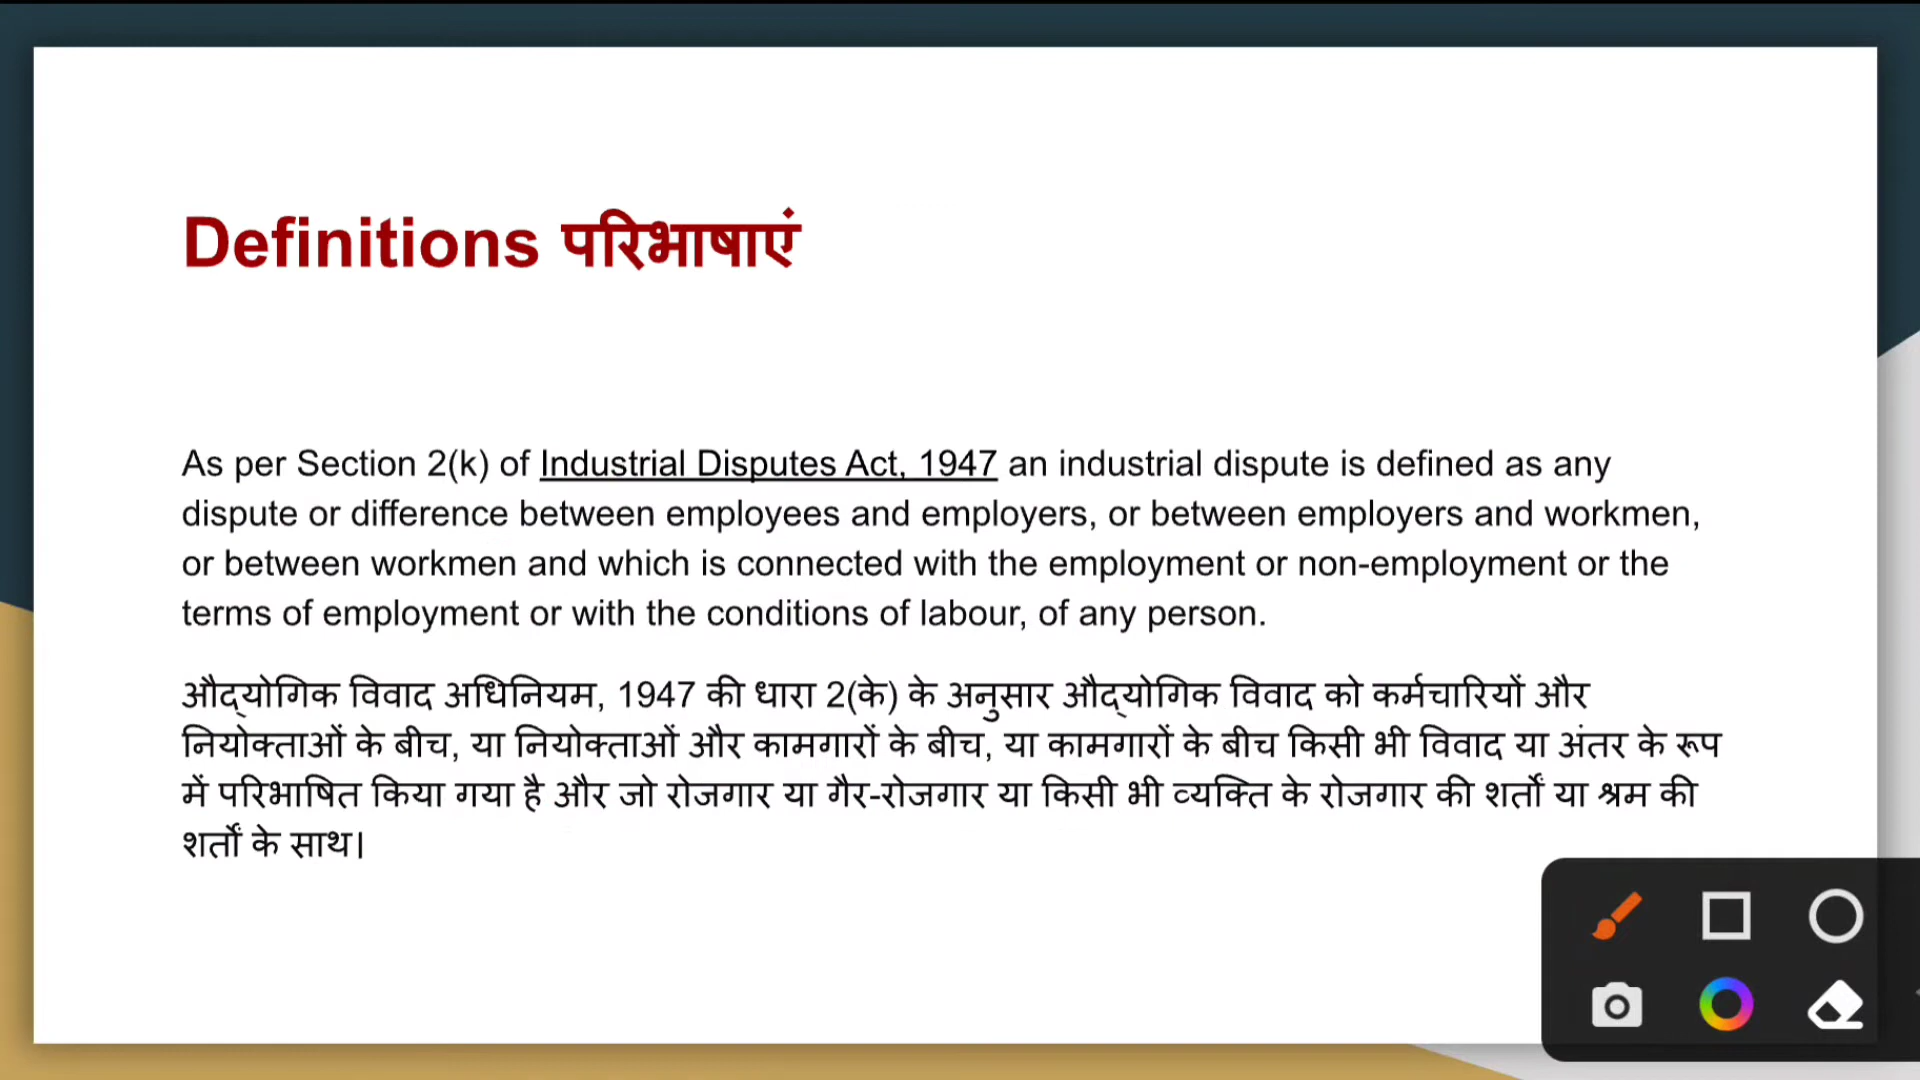 Definitions परिभाषाएं
As per Section 2(k) of Industrial Disputes Act, 1947 an industrial dispute is defined as any
dispute or difference between employees and employers, or between employers and workmen,
or between workmen and which is connected with the employment or non-employment or the
terms of employment or with the conditions of labour, of any person.
औद्योगिक विवाद अधिनियम, 1947 की धारा 2(के) के अनुसार औद्योगिक विवाद को कर्मचारियों और
नियोक्ताओं के बीच, या नियोक्ताओं और कामगारों के बीच, या कामगारों के बीच किसी भी विवाद या अंतर के रूप
में परिभाषित किया गया है और जो रोजगार या गैर-रोजगार या किसी भी व्यक्ति के रोजगार की शर्तों या श्रम की
शर्तों के साथ।